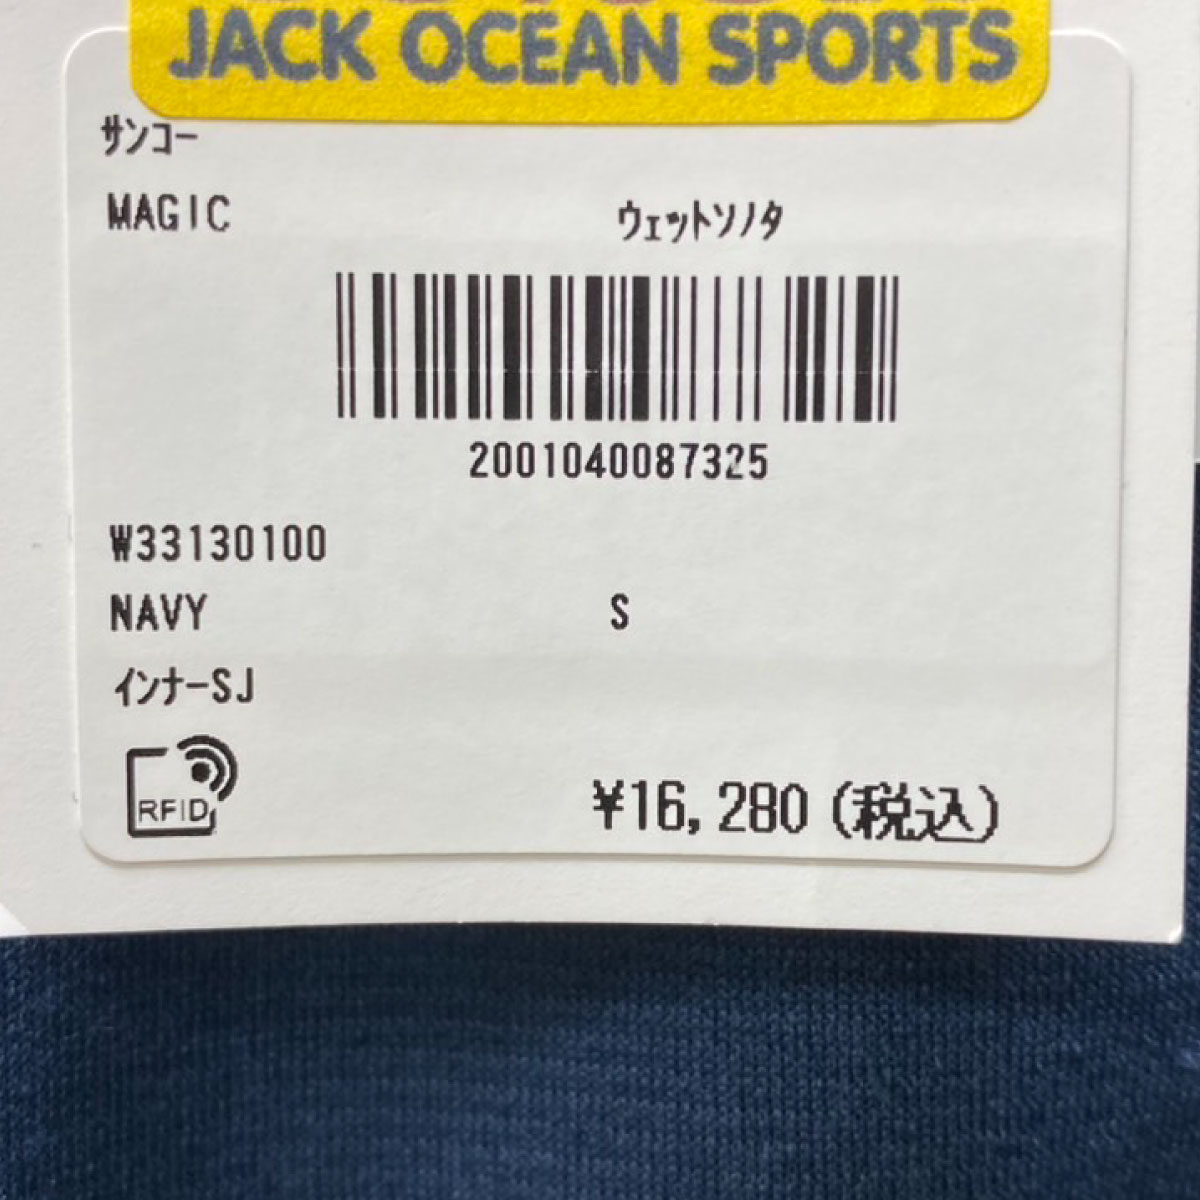 JACK OCEAN SPORTS
サンコー
MAGIC ウェットソノタ
2001040087325
W33130100
NAVY S
インナーSJ
RFID ¥16,280(税込)